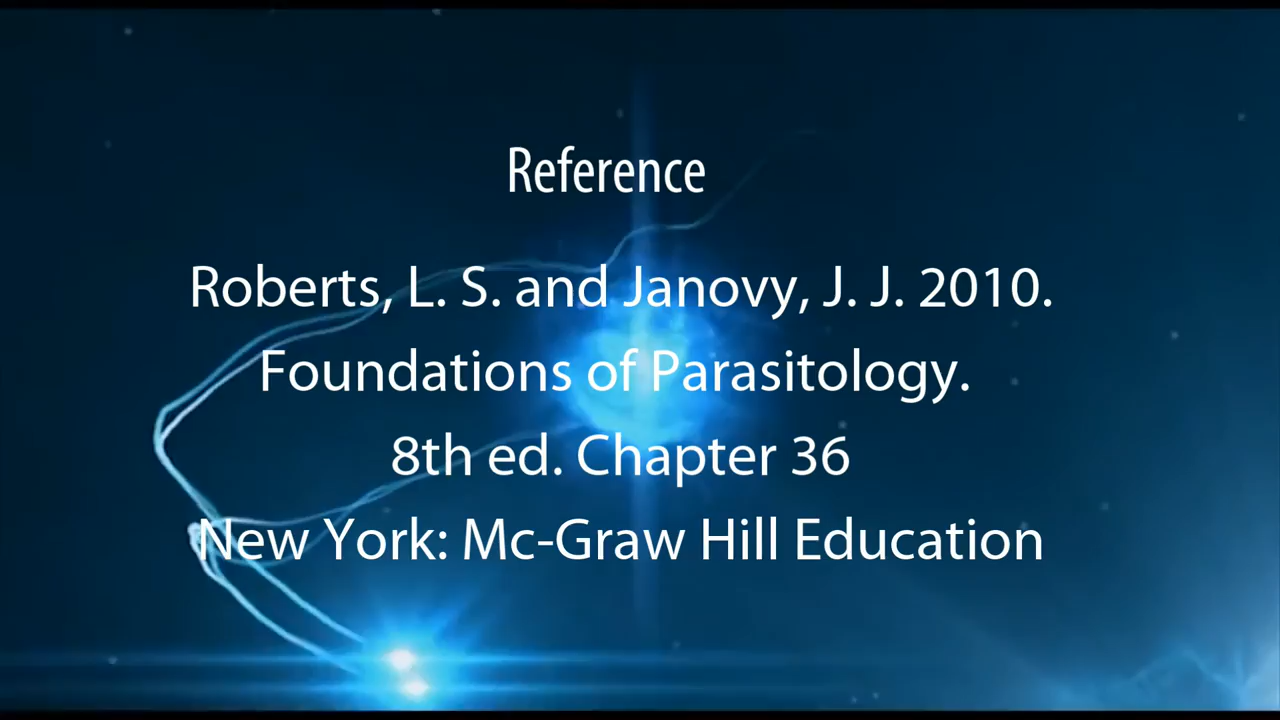 Reference
Roberts, L. S. and Janovy, J. J. 2010.
Foundations of Parasitology.
8th ed. Chapter 36
New York: Mc-Graw Hill Education